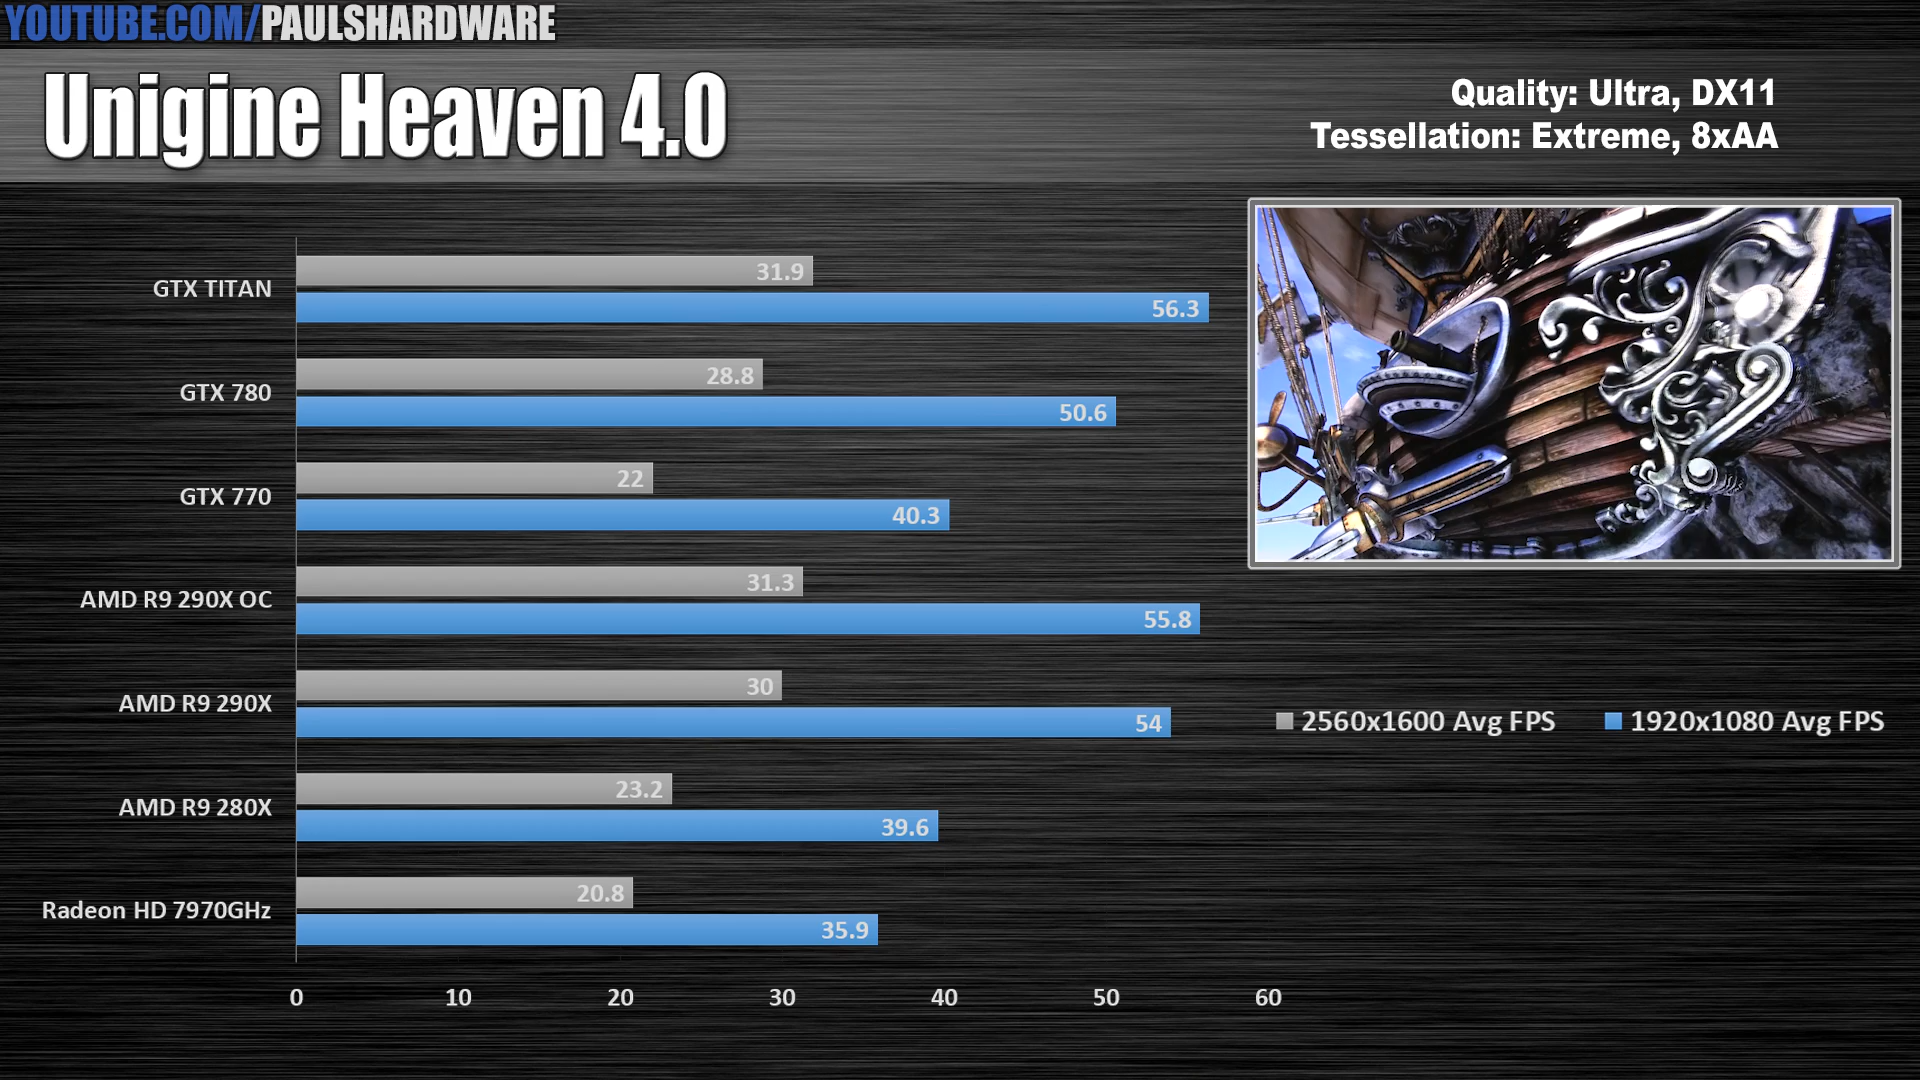 YOUTUBE.COM/PAULSHARDWARE
Unigine Heaven 4.0
Quality: Ultra, DX11
Tessellation: Extreme, 8xAA
GTX TITAN
31.9
56.3
GTX 780
28.8
50.6
GTX 770
22
40.3
AMD R9 290X OC
31.3
55.8
AMD R9 290X
30
54
2560x1600 Avg FPS
1920x1080 Avg FPS
AMD R9 280X
23.2
39.6
Radeon HD 7970GHz
20.8
35.9
0 10 20 30 40 50 60